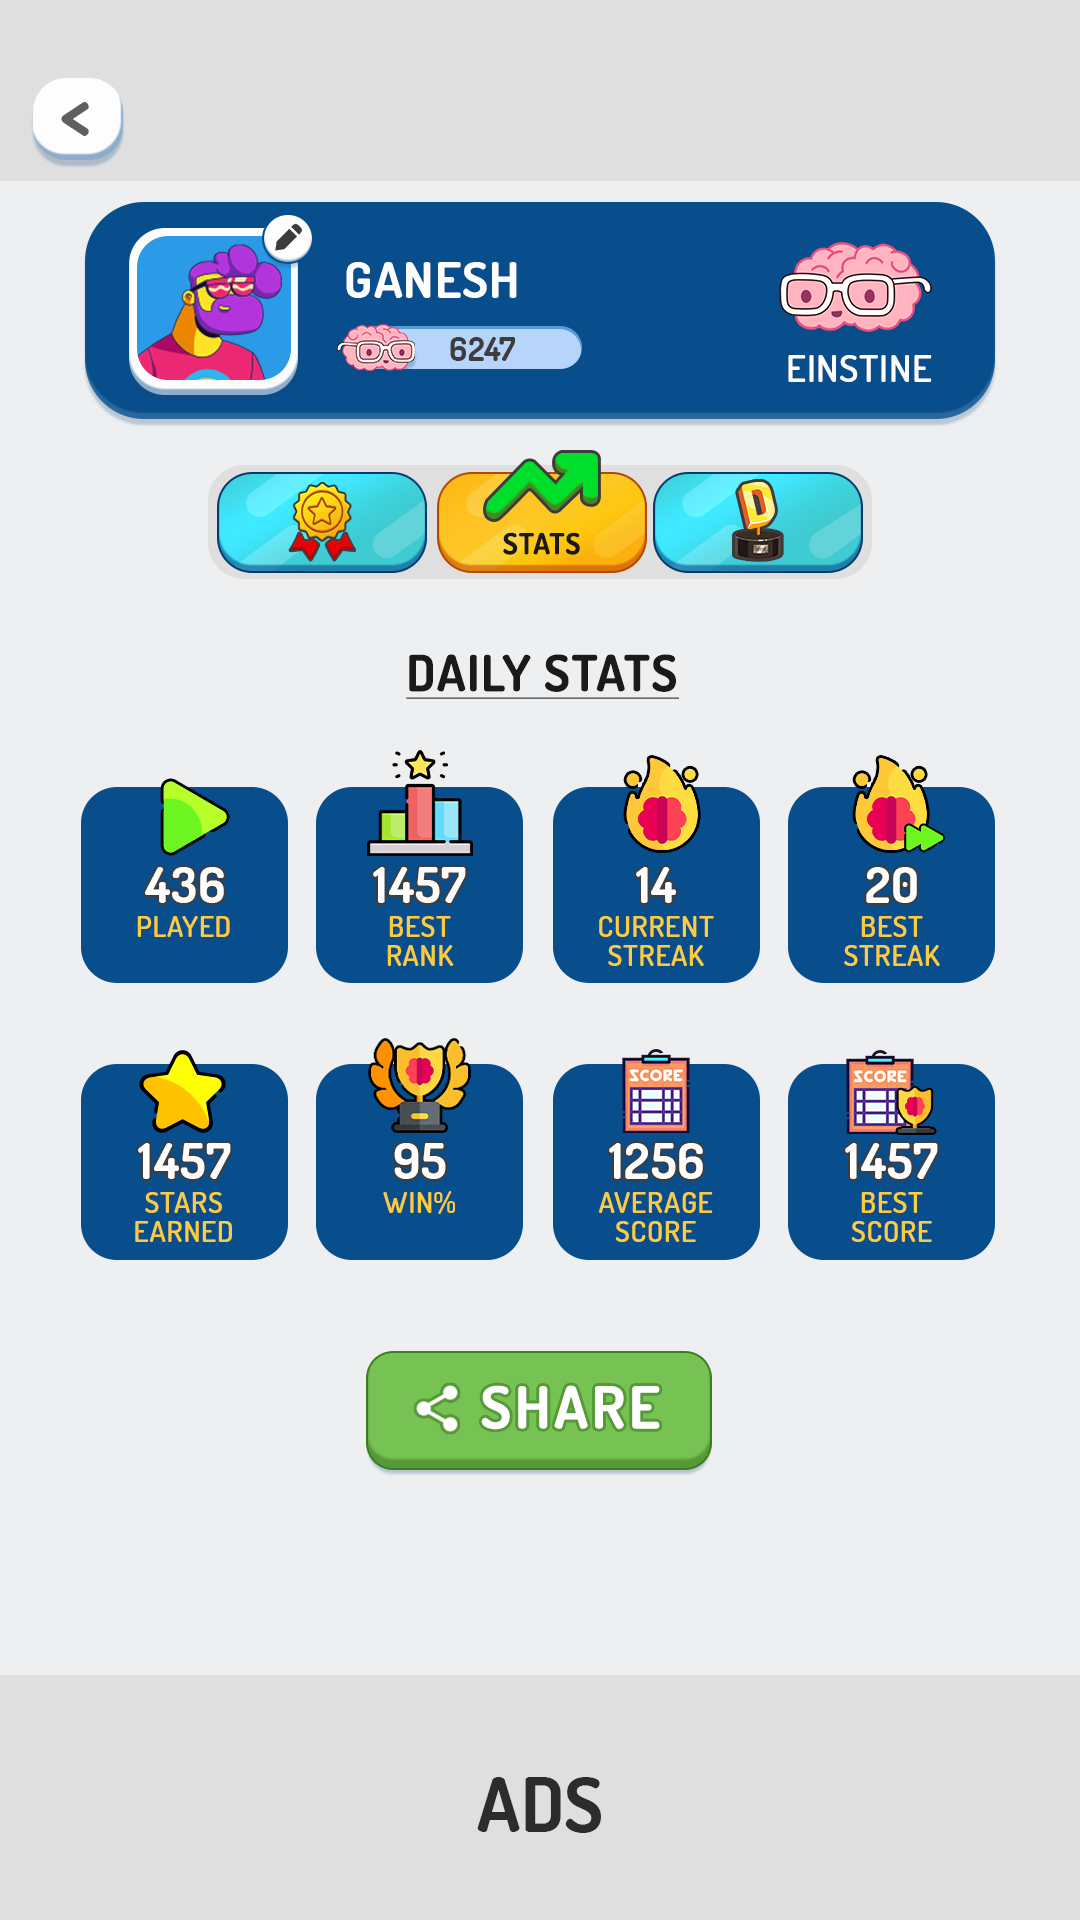 GANESH
6247
EINSTINE
STATS
D
DAILY STATS
436
PLAYED
1457
BEST
RANK
14
CURRENT
STREAK
20
BEST
STREAK
SCORE
SCORE
1457
STARS
EARNED
95
WIN%
1256
AVERAGE
SCORE
1457
BEST
SCORE
SHARE
ADS